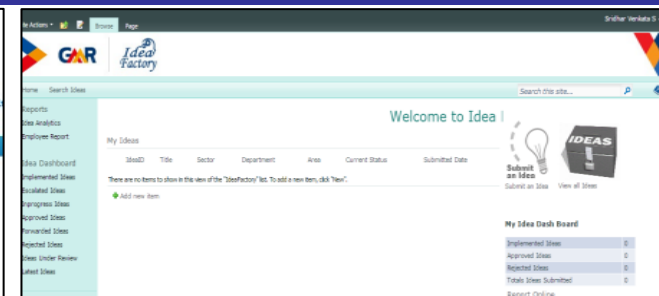 Actions
Browse Page
Sridhar Venkata S
GMR
Idea
Factory
Home Search Ideas
Search this site...
Reports
Idea Analytics
Employee Report
Idea Dashboard
Implemented Ideas
Escalated Ideas
Inprogress Ideas
Approved Ideas
Forwarded Ideas
Rejected Ideas
Ideas Under Review
Latest Ideas
Welcome to Idea
My Ideas
IdeaID Title Sector Department Area Current Status Submitted Date
There are no items to show in this view of the "IdeaFactory" list. To add a new item, click "New".
Add new item
IDEAS
Submit
an Idea
Submit an Idea View all Ideas
My Idea Dash Board
Implemented Ideas 0
Approved Ideas 0
Rejected Ideas 0
Totals Ideas Submitted 0
Report Online